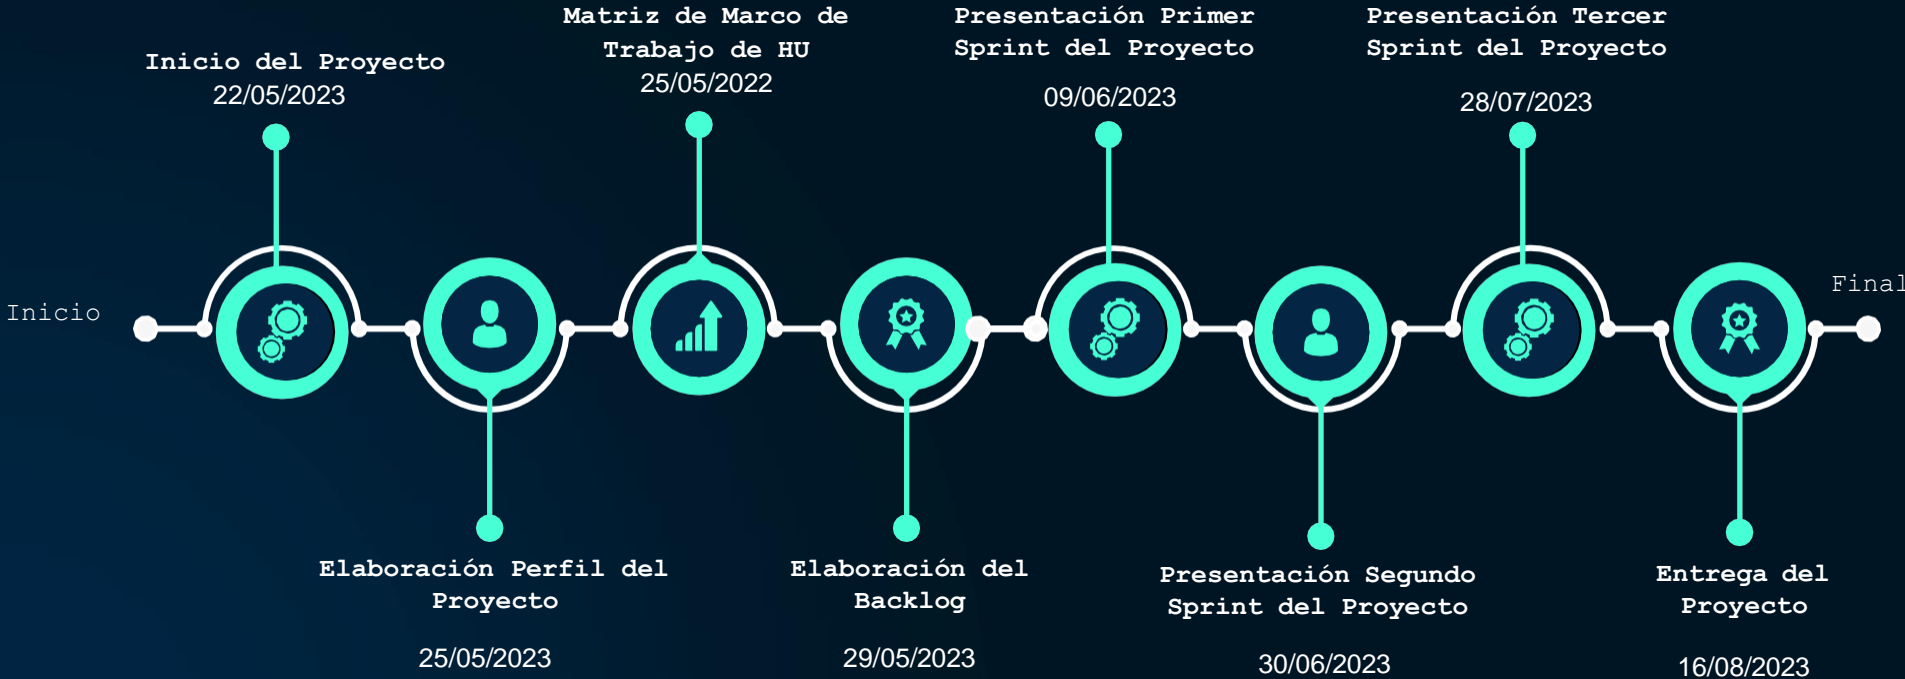 Inicio
Inicio del Proyecto
22/05/2023
Elaboración Perfil del
Proyecto
25/05/2023
Matriz de Marco de
Trabajo de HU
25/05/2022
Elaboración del
Backlog
29/05/2023
Presentación Primer
Sprint del Proyecto
09/06/2023
Presentación Segundo
Sprint del Proyecto
30/06/2023
Presentación Tercer
Sprint del Proyecto
28/07/2023
Entrega del
Proyecto
16/08/2023
Final